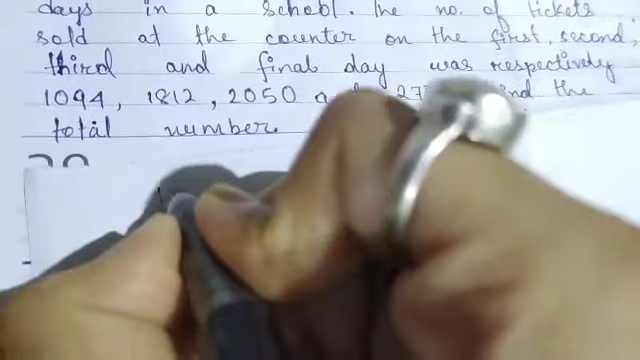 days in a school. The no. of tickets
sold at the counter on the first, second,
third and final day was respectively
1094, 1812, 2050 the
total number.